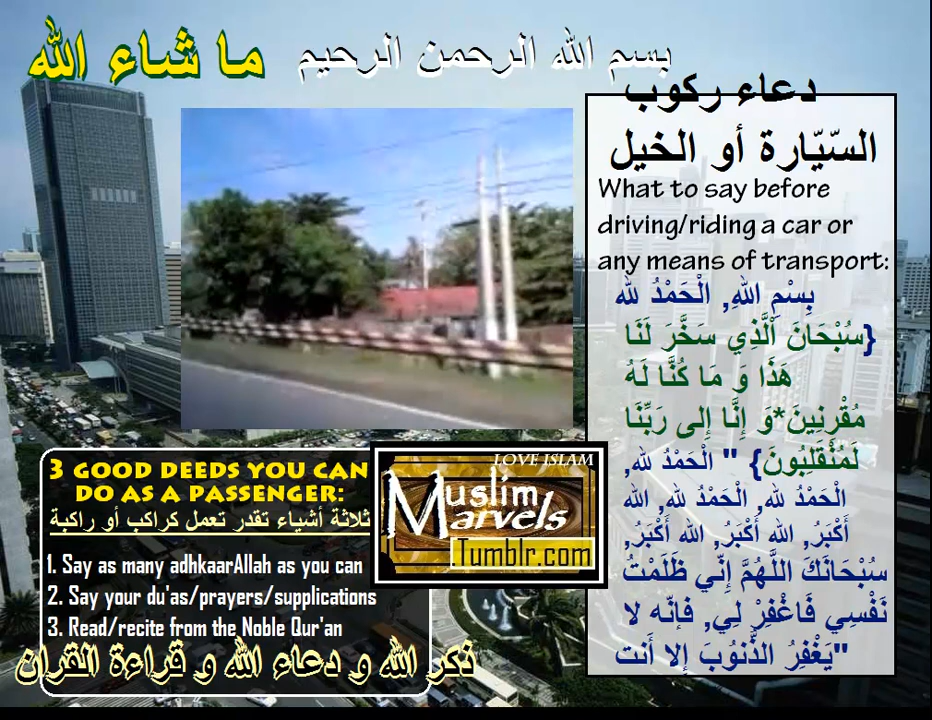 ما شاء الله
بسم الله الرحمن الرحيم
دعاء ركوب
السّيّارة أو الخيل
What to say before
driving/riding a car or
any means of transport:
بِسْمِ اللهِ, الْحَمْدُ لله
{سُبْحَانَ الَّذِي سَخَّرَ لَنَا
هَذَا وَ مَا كُنَّا لَهُ
مُقْرِنِينَ*وَ إِنَّا إِلى رَبِّنَا
لَمُنْقَلِبُونَ} " الْحَمْدُ لله,
الْحَمْدُ لله, الْحَمْدُ لله, الله
أَكْبَرُ, الله أَكْبَرُ, الله أَكْبَرُ,
سُبْحَانَكَ اللَّهُمَّ إِنِّي ظَلَمْتُ
نَفْسِي فَاغْفِرْ لِي, فَإِنَّه لا
يَغْفِرُ الذُّنُوبَ إلا أَنت"
3 GOOD DEEDS YOU CAN
DO AS A PASSENGER:
ثلاثة أشياء تقدر تعمل كراكب أو راكبة
1. Say as many adhkaarAllah as you can
2. Say your du'as/prayers/supplications
3. Read/recite from the Noble Qur'an
ذكر الله و دعاء الله و قراءة القران
LOVE ISLAM
Muslim
Marvels
.Tumblr.com